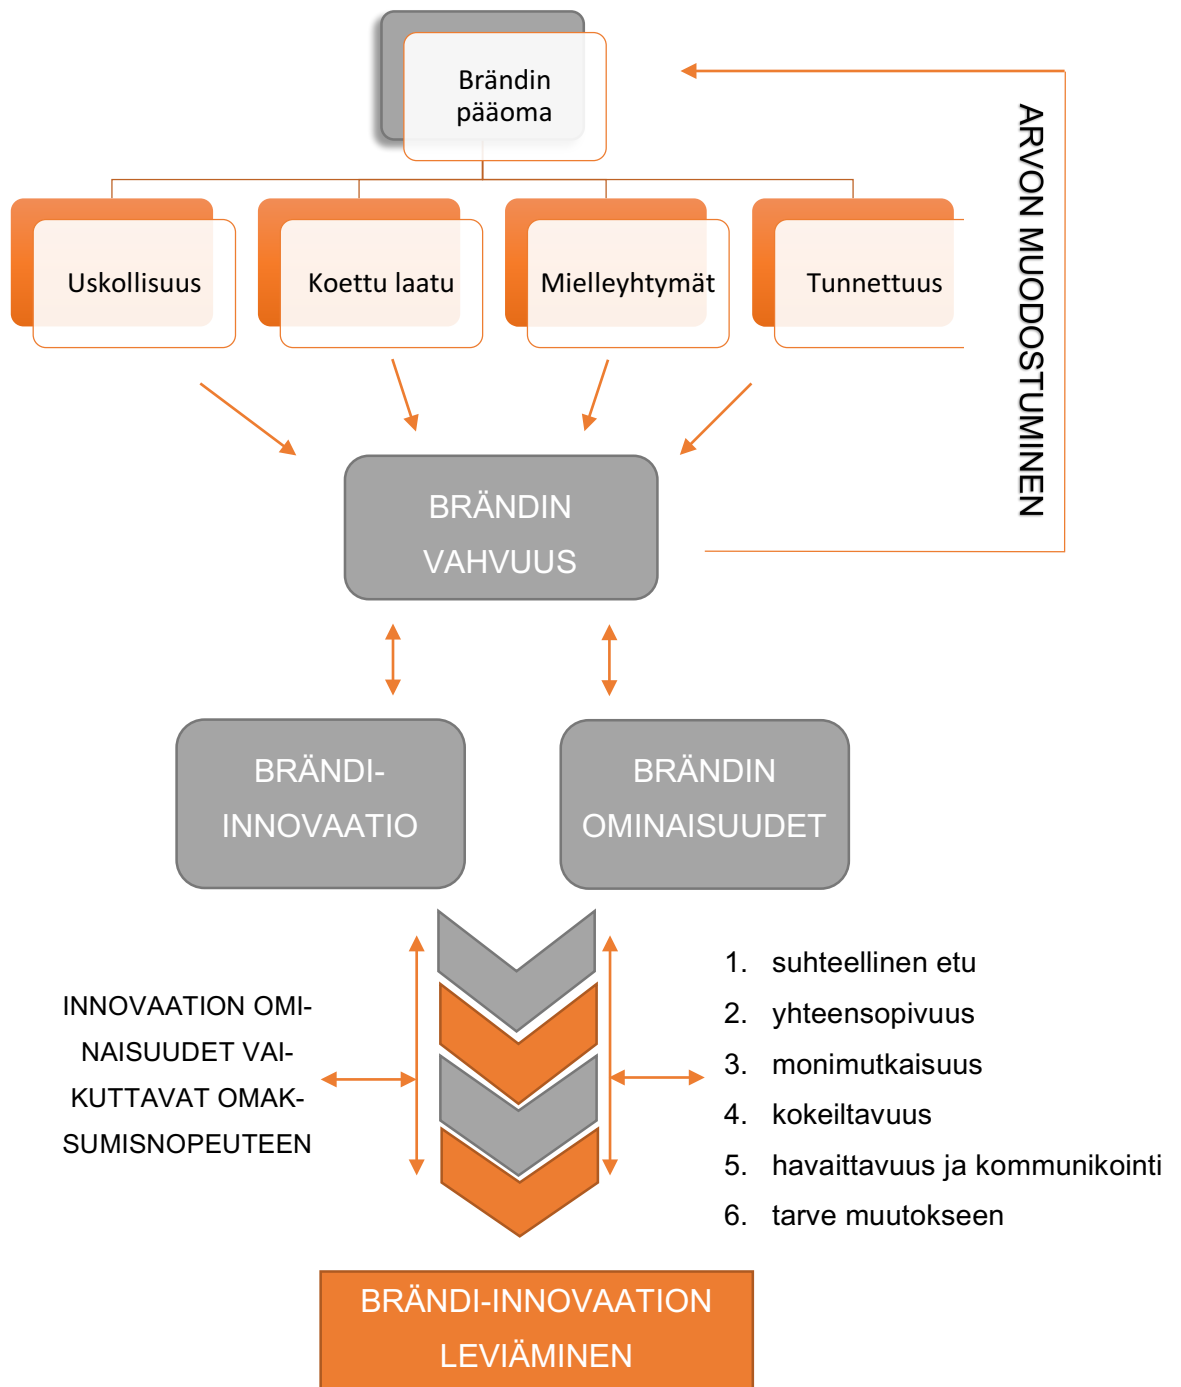 Brändin
pääoma
ARVON MUODOSTUMINEN
Uskollisuus
Koettu laatu
Mielleyhtymät
Tunnettuus
BRÄNDIN
VAHVUUS
BRÄNDI-
INNOVAATIO
BRÄNDIN
OMINAISUUDET
INNOVAATION OMI-
NAISUUDET VAI-
KUTTAVAT OMAK-
SUMISNOPEUTEEN
1. suhteellinen etu
2. yhteensopivuus
3. monimutkaisuus
4. kokeiltavuus
5. havaittavuus ja kommunikointi
6. tarve muutokseen
BRÄNDI-INNOVAATION
LEVIÄMINEN